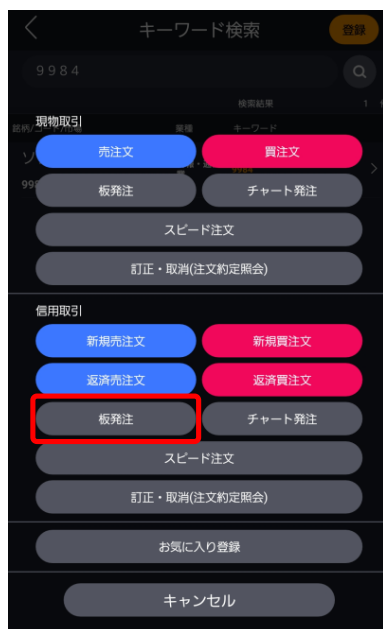 キーワード検索 登録
9984
検索結果 1
銘柄/コード/市場 業種 キーワード
現物取引
売注文 買注文
9984
板発注 チャート発注
スピード注文
訂正・取消(注文約定照会)
信用取引
新規売注文 新規買注文
返済売注文 返済買注文
板発注 チャート発注
スピード注文
訂正・取消(注文約定照会)
お気に入り登録
キャンセル